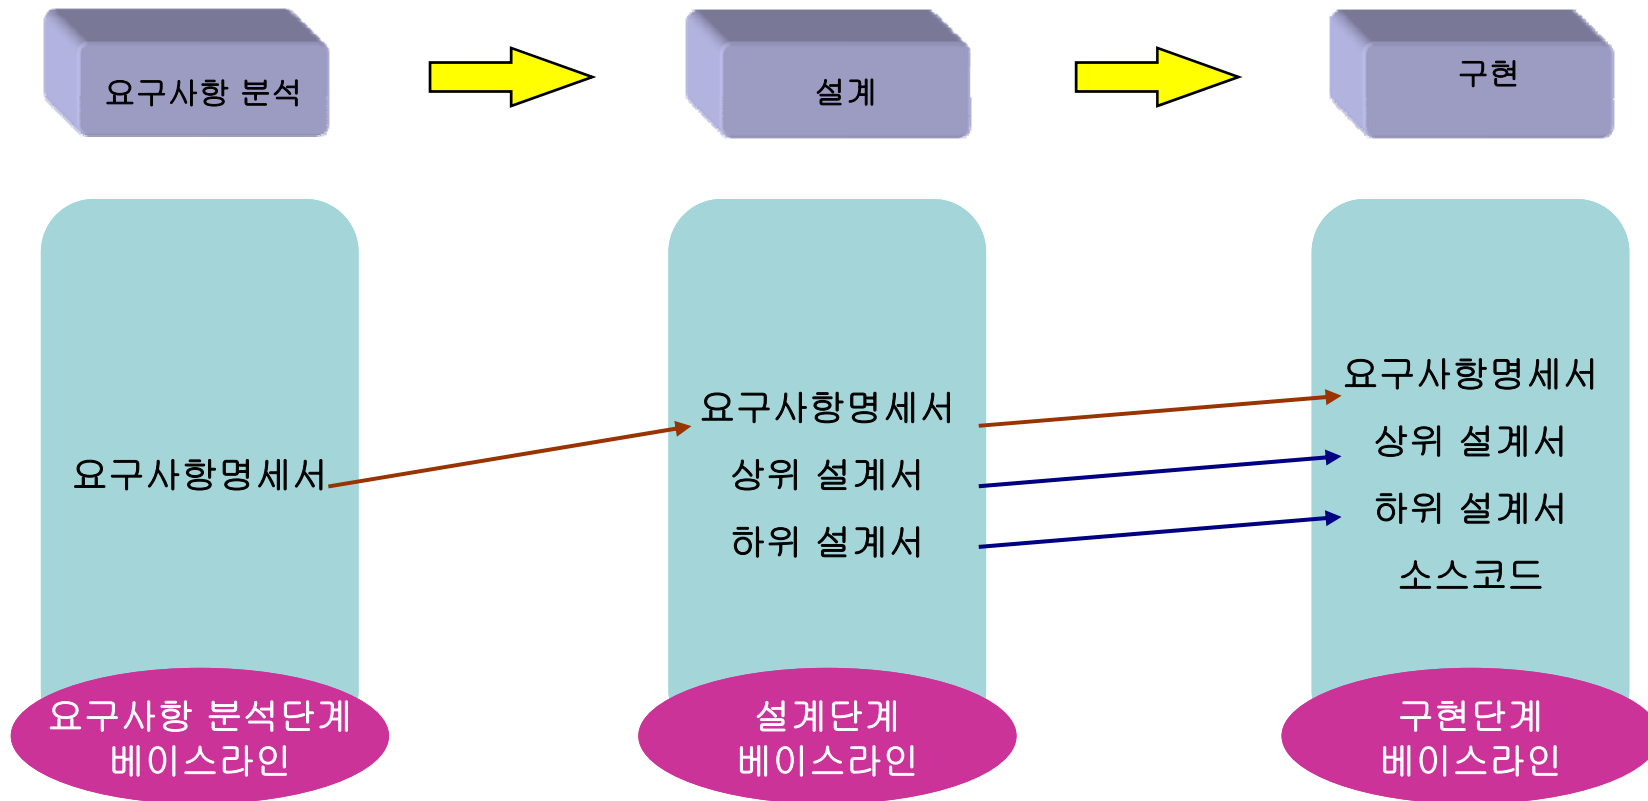 요구사항 분석
설계
구현
요구사항명세서
요구사항명세서
상위 설계서
하위 설계서
요구사항명세서
상위 설계서
하위 설계서
소스코드
요구사항 분석단계
베이스라인
설계단계
베이스라인
구현단계
베이스라인